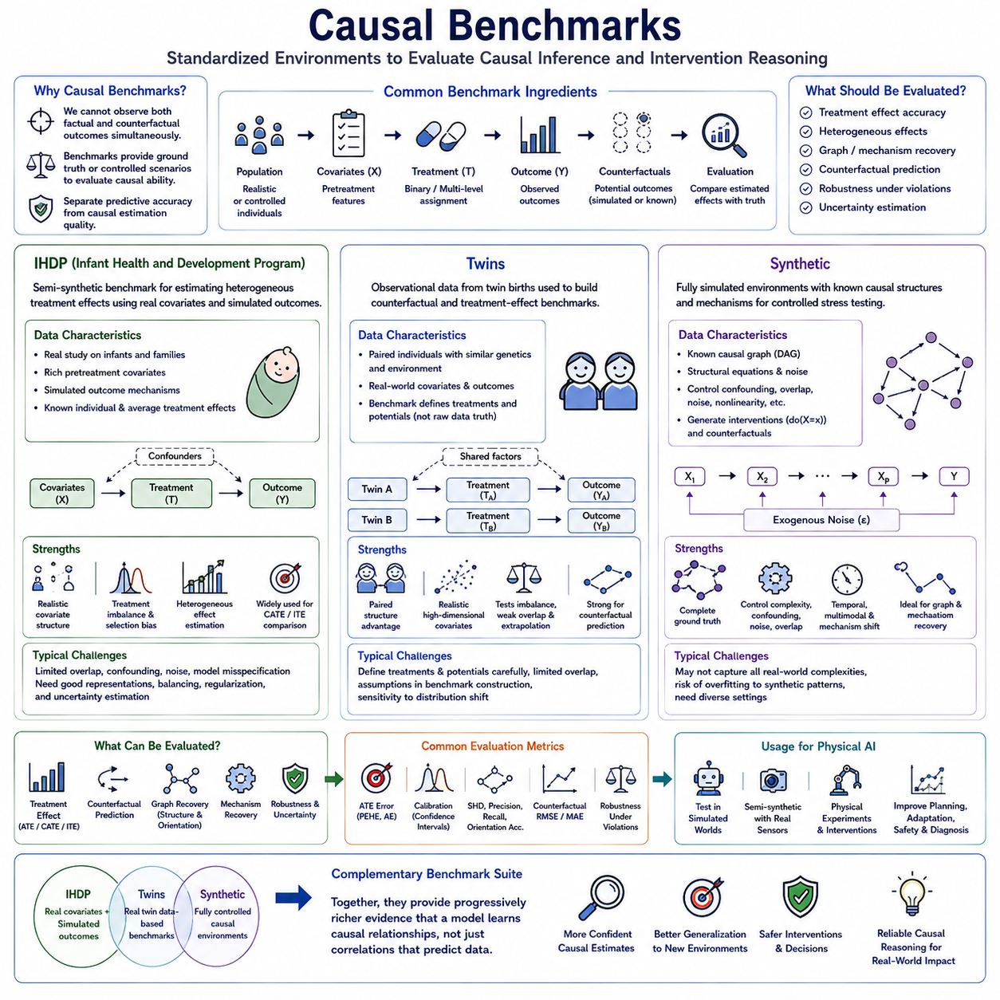 Causal Benchmarks
Standardized Environments to Evaluate Causal Inference and Intervention Reasoning
Why Causal Benchmarks?
We cannot observe both
factual and counterfactual
outcomes simultaneously.
Benchmarks provide ground
truth or controlled scenarios
to evaluate causal ability.
Separate predictive accuracy
from causal estimation
quality.
Common Benchmark Ingredients
Population
Realistic
or controlled
individuals
Covariates (X)
Pretreatment
features
Treatment (T)
Binary / Multi-level
assignment
Outcome (Y)
Observed
outcomes
Counterfactuals
Potential outcomes
(simulated or known)
Evaluation
Compare estimated
effects with truth
What Should Be Evaluated?
Treatment effect accuracy
Heterogeneous effects
Graph / mechanism recovery
Counterfactual prediction
Robustness under violations
Uncertainty estimation
IHDP (Infant Health and Development Program)
Semi-synthetic benchmark for estimating heterogeneous
treatment effects using real covariates and simulated outcomes.
Data Characteristics
• Real study on infants and families
• Rich pretreatment covariates
• Simulated outcome mechanisms
• Known individual & average treatment effects
Confounders
Covariates
(X)
Treatment
(T)
Outcome
(Y)
Strengths
Realistic
covariate
structure
Treatment
imbalance &
selection bias
Heterogeneous
effect
estimation
Widely used for
CATE / ITE
comparison
Typical Challenges
Limited overlap, confounding, noise, model misspecification
Need good representations, balancing, regularization,
and uncertainty estimation
Twins
Observational data from twin births used to build
counterfactual and treatment-effect benchmarks.
Data Characteristics
• Paired individuals with similar genetics
and environment
• Real-world covariates & outcomes
• Benchmark defines treatments and
potentials (not raw data truth)
Shared factors
Twin A
Treatment
(TA)
Outcome
(YA)
Twin B
Treatment
(TB)
Outcome
(YB)
Strengths
Paired
structure
advantage
Realistic
high-dimensional
covariates
Tests imbalance,
weak overlap &
extrapolation
Strong for
counterfactual
prediction
Typical Challenges
Define treatments & potentials carefully, limited overlap,
assumptions in benchmark construction,
sensitivity to distribution shift
Synthetic
Fully simulated environments with known causal structures
and mechanisms for controlled stress testing.
Data Characteristics
• Known causal graph (DAG)
• Structural equations & noise
• Control confounding, overlap,
noise, nonlinearity, etc.
• Generate interventions (do(X=x))
and counterfactuals
X1
X2
...
Xp
Y
Exogenous Noise (ε)
Strengths
Complete
ground truth
Control complexity,
confounding,
noise, overlap
Temporal,
multimodal &
mechanism shift
Ideal for graph &
mechaatiom
recovery
Typical Challenges
May not capture all real-world complexities,
risk of overfitting to synthetic patterns,
need diverse settings
What Can Be Evaluated?
Treatment
Effect
(ATE / CATE / ITE)
Counterfactual
Prediction
Graph Recovery
(Structure &
Orientation)
Mechanism
Recovery
Robustness &
Uncertainty
Common Evaluation Metrics
ATE Error
(PEHE, AE)
Calibration
(Confidence
Intervals)
SHD, Precision,
Recall,
Orientation Acc.
Counterfactual
RMSE / MAE
Robustness
Under
Violations
Usage for Physical AI
Test in
Simulated
Worlds
Semi-synthetic
with Real
Sensors
Physical
Experiments
& Interventions
Improve Planning,
Adaptation,
Safety & Diagnosis
IHDP
Real covariates +
Simulated
outcomes
Twins
Real twin data-
based
benchmarks
Synthetic
Fully controlled
causal
environments
Complementary Benchmark Suite
Together, they provide progressively
richer evidence that a model learns
causal relationships, not just
correlations that predict data.
More Confident
Causal Estimates
Better Generalization
to New Environments
Safer Interventions
& Decisions
Reliable Causal
Reasoning for
Real-World Impact